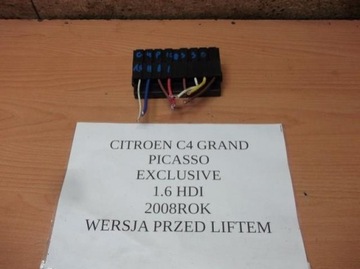 CITROEN C4 GRAND
PICASSO
EXCLUSIVE
1.6 HDI
2008ROK
WERSJA PRZED LIFTEM